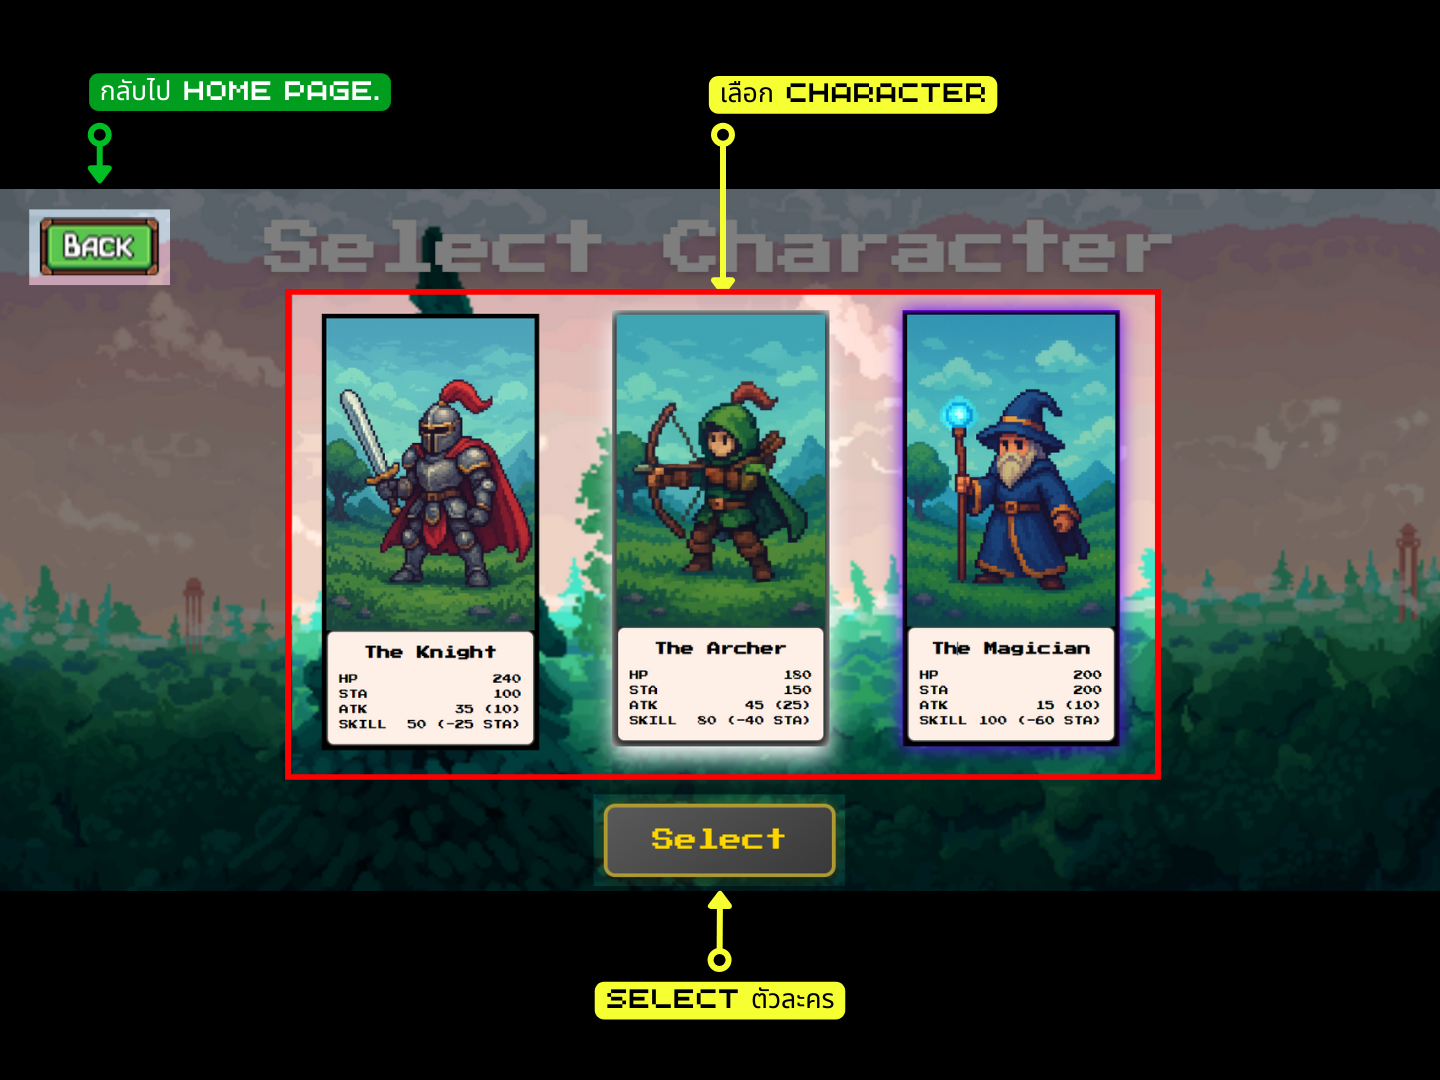 กลับไป HOME PAGE.
เลือก CHARACTER
BACK
Select Character
The Knight
HP 240
STA 100
ATK 35 (10)
SKILL 50 (-25 STA)
The Archer
HP 180
STA 150
ATK 45 (25)
SKILL 80 (-40 STA)
The Magician
HP 200
STA 200
ATK 15 (10)
SKILL 100 (-60 STA)
Select
SELECT ตัวละคร